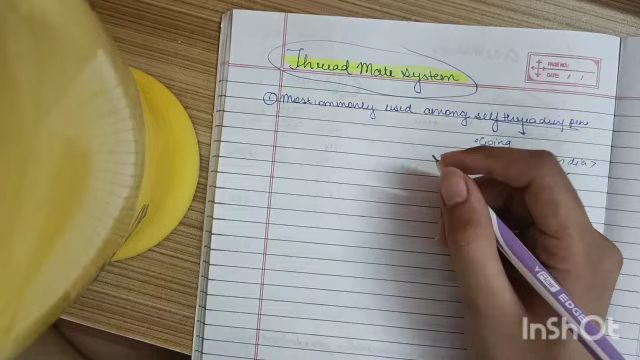 Thread Mate System
PAGE NO.:
DATE: / /
① Most commonly used among self threading pin
Going
EDGE
InShOt